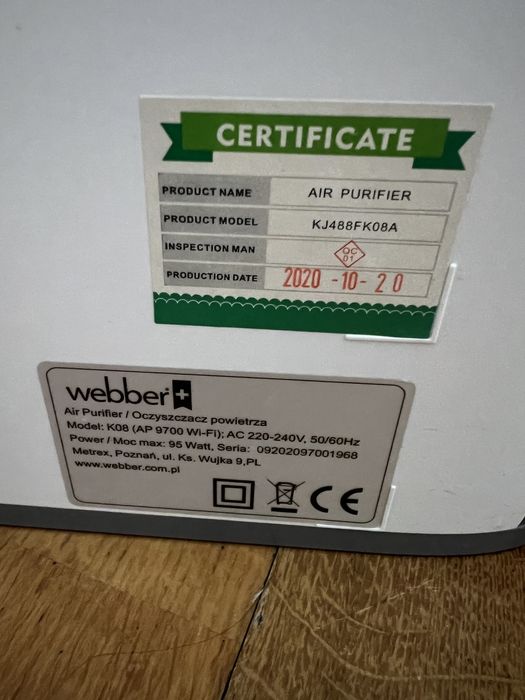 CERTIFICATE
PRODUCT NAME AIR PURIFIER
PRODUCT MODEL KJ488FK08A
INSPECTION MAN QC 01
PRODUCTION DATE 2020 -10- 20
webber
Air Purifier / Oczyszczacz powietrza
Model: K08 (AP 9700 Wi-Fi); AC 220-240V, 50/60Hz
Power / Moc max: 95 Watt, Seria: 09202097001968
Metrex, Poznań, ul. Ks. Wujka 9,PL
www.webber.com.pl
CE